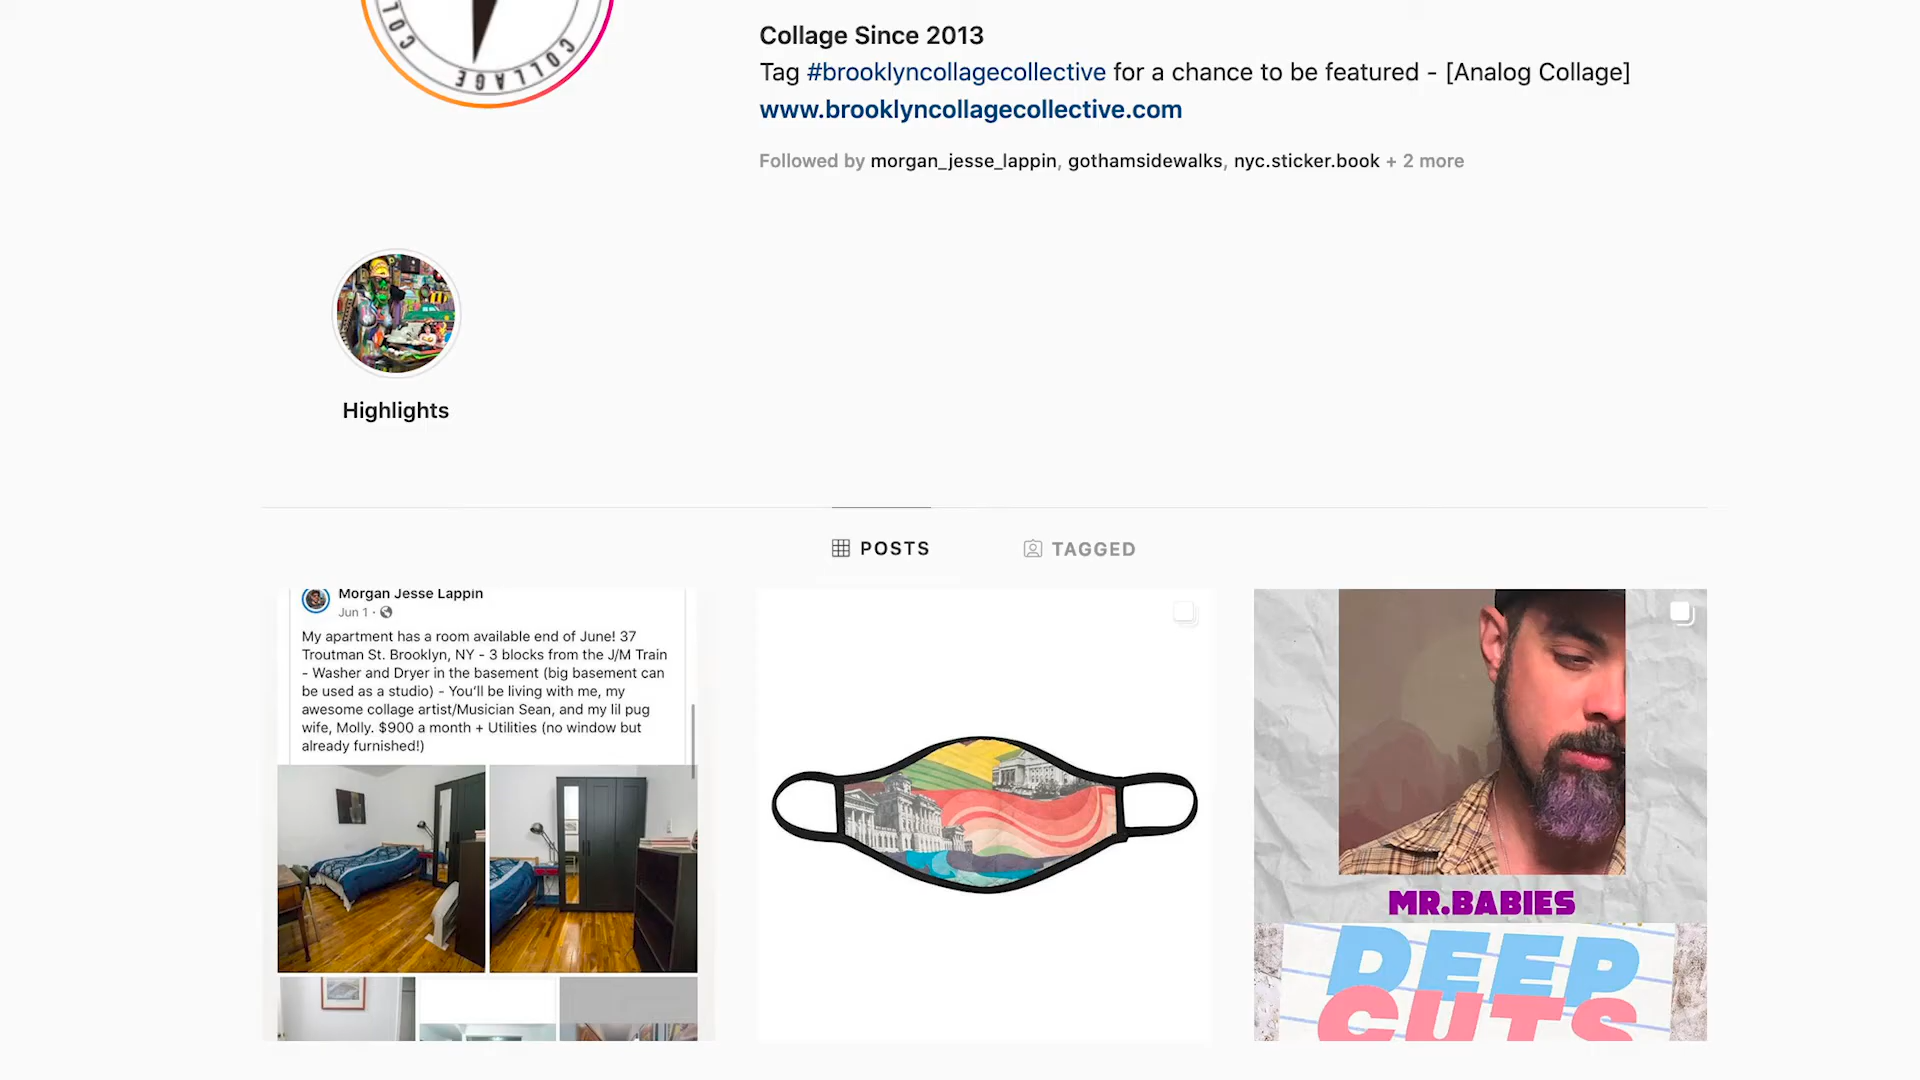 COLLAGE
Collage Since 2013
Tag #brooklyncollagecollective for a chance to be featured - [Analog Collage]
www.brooklyncollagecollective.com
Followed by morgan_jesse_lappin, gothamsidewalks, nyc.sticker.book + 2 more
Highlights
POSTS
TAGGED
Morgan Jesse Lappin
Jun 1 ·
My apartment has a room available end of June! 37
Troutman St. Brooklyn, NY - 3 blocks from the J/M Train
- Washer and Dryer in the basement (big basement can
be used as a studio) - You'll be living with me, my
awesome collage artist/Musician Sean, and my lil pug
wife, Molly. $900 a month + Utilities (no window but
already furnished!)
MR.BABIES
DEEP
CUTS